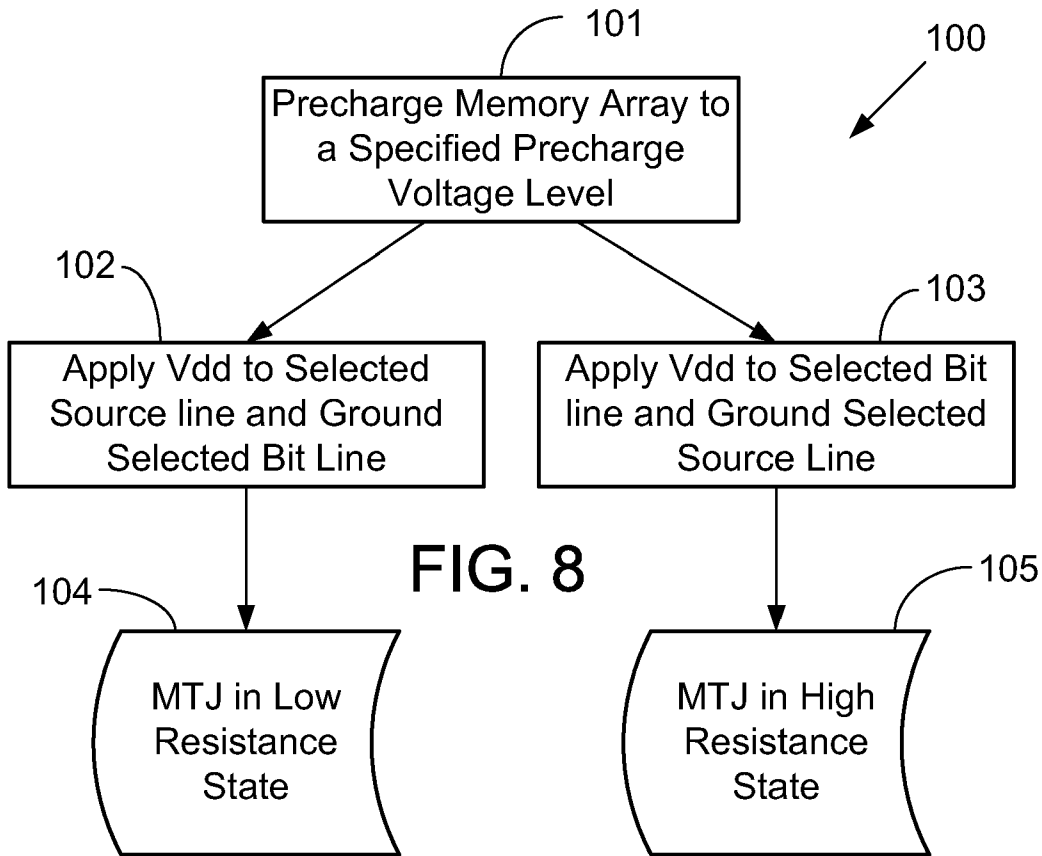 101
100
Precharge Memory Array to
a Specified Precharge
Voltage Level
102
103
Apply Vdd to Selected
Source line and Ground
Selected Bit Line
Apply Vdd to Selected Bit
line and Ground Selected
Source Line
FIG. 8
104
105
MTJ in Low
Resistance
State
MTJ in High
Resistance
State